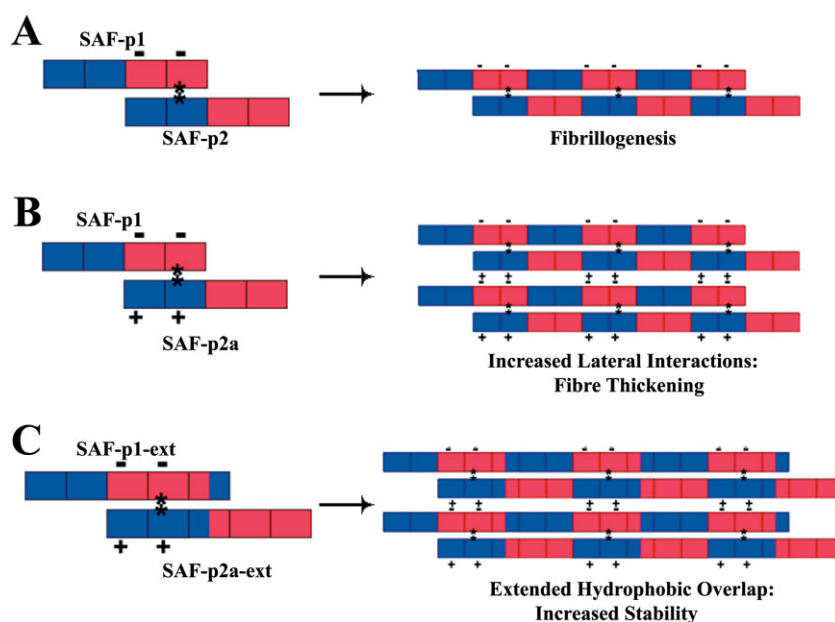 A
SAF-p1
- -
*
*
SAF-p2
- - - - - -
* * *
* * *
Fibrillogenesis
B
SAF-p1
- -
*
*
+ +
SAF-p2a
- - - - - -
* * *
* * *
+ + + + + +
- - - - - -
* * *
* * *
+ + + + + +
Increased Lateral Interactions:
Fibre Thickening
C
SAF-p1-ext
- -
*
*
+ +
SAF-p2a-ext
- - - - - -
* * *
* * *
+ + + + + +
- - - - - -
* * *
* * *
+ + + + + +
Extended Hydrophobic Overlap:
Increased Stability